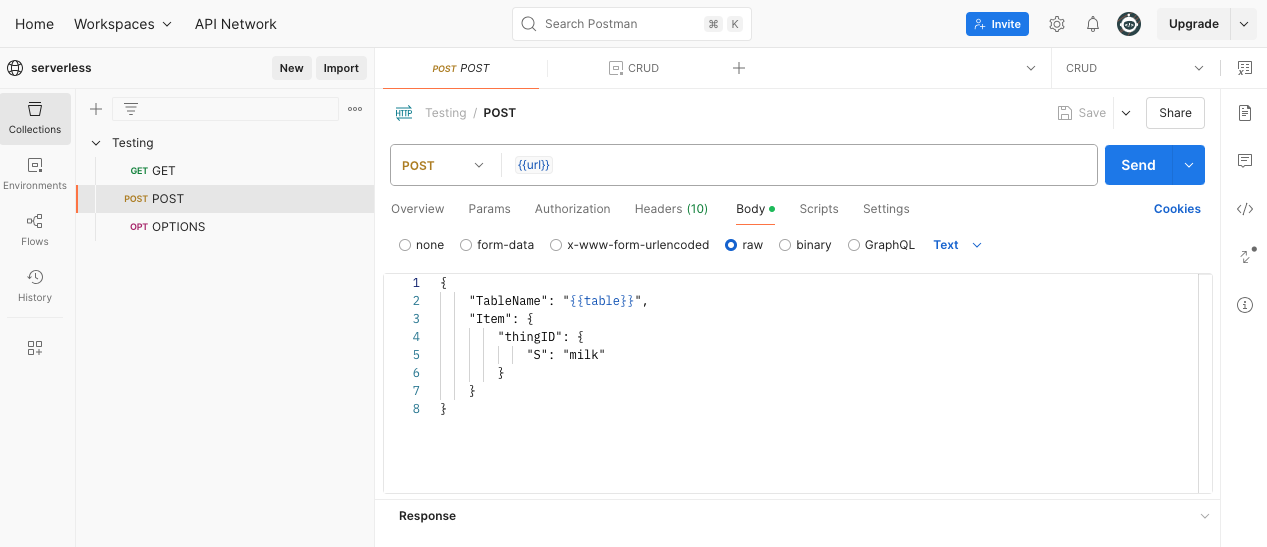 Home Workspaces API Network Search Postman ⌘ K Invite Upgrade
serverless New Import POST POST CRUD CRUD
Collections
Environments
Flows
History
Testing
GET GET
POST POST
OPT OPTIONS
HTTP Testing / POST Save Share
POST {{url}} Send
Overview Params Authorization Headers (10) Body Scripts Settings Cookies
none form-data x-www-form-urlencoded raw binary GraphQL Text
1 {
2 "TableName": "{{table}}",
3 "Item": {
4 "thingID": {
5 "S": "milk"
6 }
7 }
8 }
Response